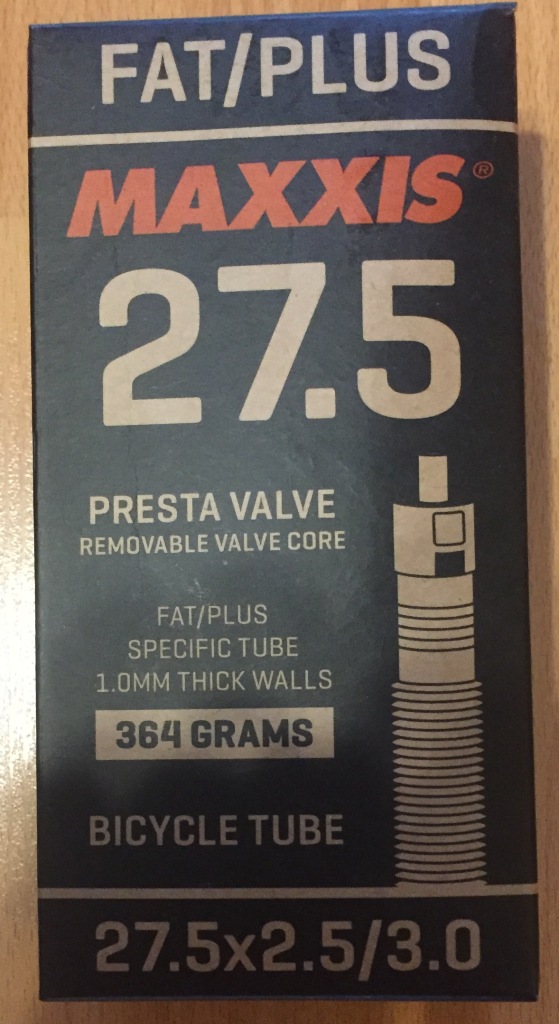 FAT/PLUS
MAXXIS®
27.5
PRESTA VALVE
REMOVABLE VALVE CORE
FAT/PLUS
SPECIFIC TUBE
1.0MM THICK WALLS
364 GRAMS
BICYCLE TUBE
27.5x2.5/3.0